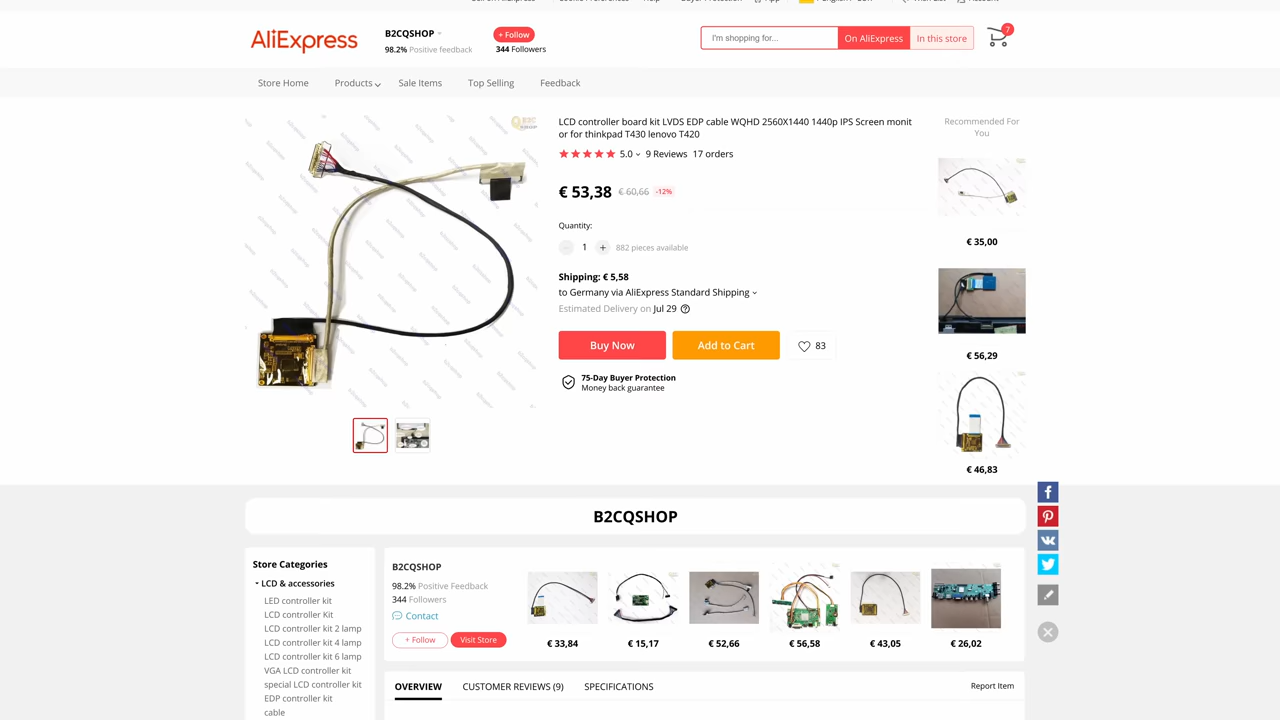 AliExpress
B2CQSHOP
98.2% Positive feedback
+ Follow
344 Followers
I'm shopping for...
On AliExpress
In this store
7
Store Home
Products
Sale Items
Top Selling
Feedback
LCD controller board kit LVDS EDP cable WQHD 2560X1440 1440p IPS Screen monit
or for thinkpad T430 lenovo T420
5.0
9 Reviews
17 orders
€ 53,38
€ 60,66
-12%
Quantity:
1
+
882 pieces available
Shipping: € 5,58
to Germany via AliExpress Standard Shipping
Estimated Delivery on Jul 29
Buy Now
Add to Cart
83
75-Day Buyer Protection
Money back guarantee
Recommended For
You
€ 35,00
€ 56,29
€ 46,83
B2CQSHOP
Store Categories
LCD & accessories
LED controller kit
LCD controller Kit
LCD controller kit 2 lamp
LCD controller kit 4 lamp
LCD controller kit 6 lamp
VGA LCD controller kit
special LCD controller kit
EDP controller kit
cable
B2CQSHOP
98.2% Positive Feedback
344 Followers
Contact
+ Follow
Visit Store
€ 33,84
€ 15,17
€ 52,66
€ 56,58
€ 43,05
€ 26,02
OVERVIEW
CUSTOMER REVIEWS (9)
SPECIFICATIONS
Report Item